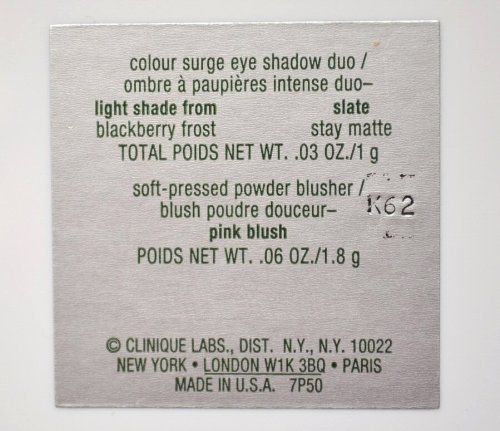 colour surge eye shadow duo /
ombre à paupières intense duo–
light shade from slate
blackberry frost stay matte
TOTAL POIDS NET WT. .03 OZ./1 g
soft-pressed powder blusher /
blush poudre douceur–
K62
pink blush
POIDS NET WT. .06 OZ./1.8 g
© CLINIQUE LABS., DIST. N.Y., N.Y. 10022
NEW YORK • LONDON W1K 3BQ • PARIS
MADE IN U.S.A. 7P50